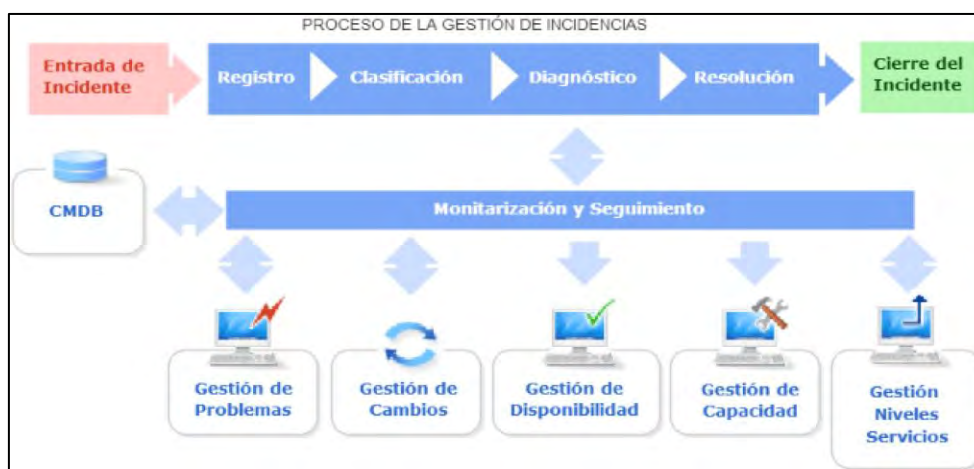 PROCESO DE LA GESTIÓN DE INCIDENCIAS
Entrada de
Incidente
Registro
Clasificación
Diagnóstico
Resolución
Cierre del
Incidente
CMDB
Monitarización y Seguimiento
Gestión de
Problemas
Gestión de
Cambios
Gestión de
Disponibilidad
Gestión de
Capacidad
Gestión
Niveles
Servicios